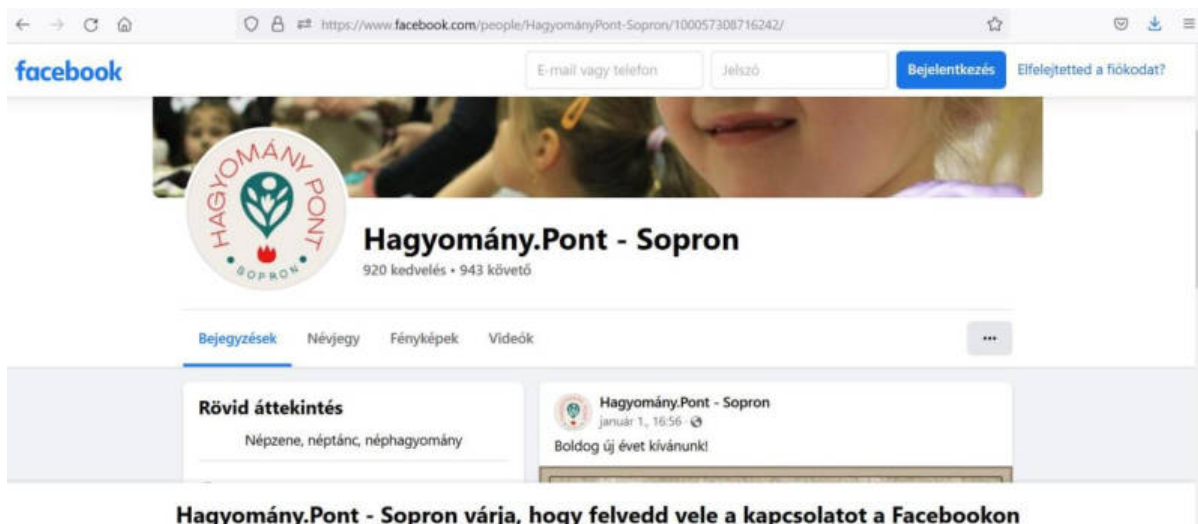 https://www.facebook.com/people/HagyományPont-Sopron/100057308716242/
facebook
E-mail vagy telefon
Jelszó
Bejelentkezés
Elfelejtetted a fiókodat?
HAGYOMÁNY PONT
• SOPRON •
Hagyomány.Pont - Sopron
920 kedvelés • 943 követő
Bejegyzések Névjegy Fényképek Videók
Rövid áttekintés
Népzene, néptánc, néphagyomány
Hagyomány.Pont - Sopron
január 1., 16:56 ·
Boldog új évet kívánunk!
Hagyomány.Pont - Sopron várja, hogy felvedd vele a kapcsolatot a Facebookon